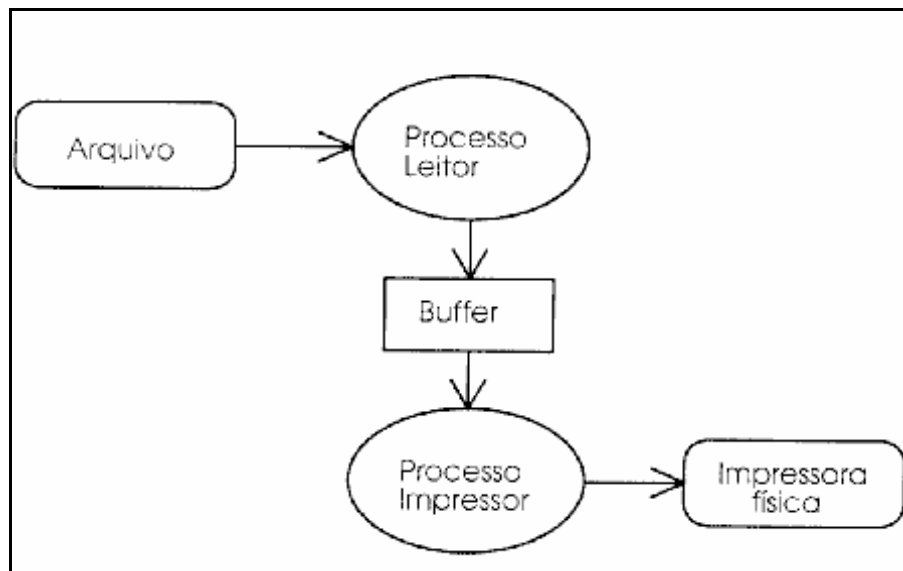 Arquivo
Processo
Leitor
Buffer
Processo
Impressor
Impressora
física